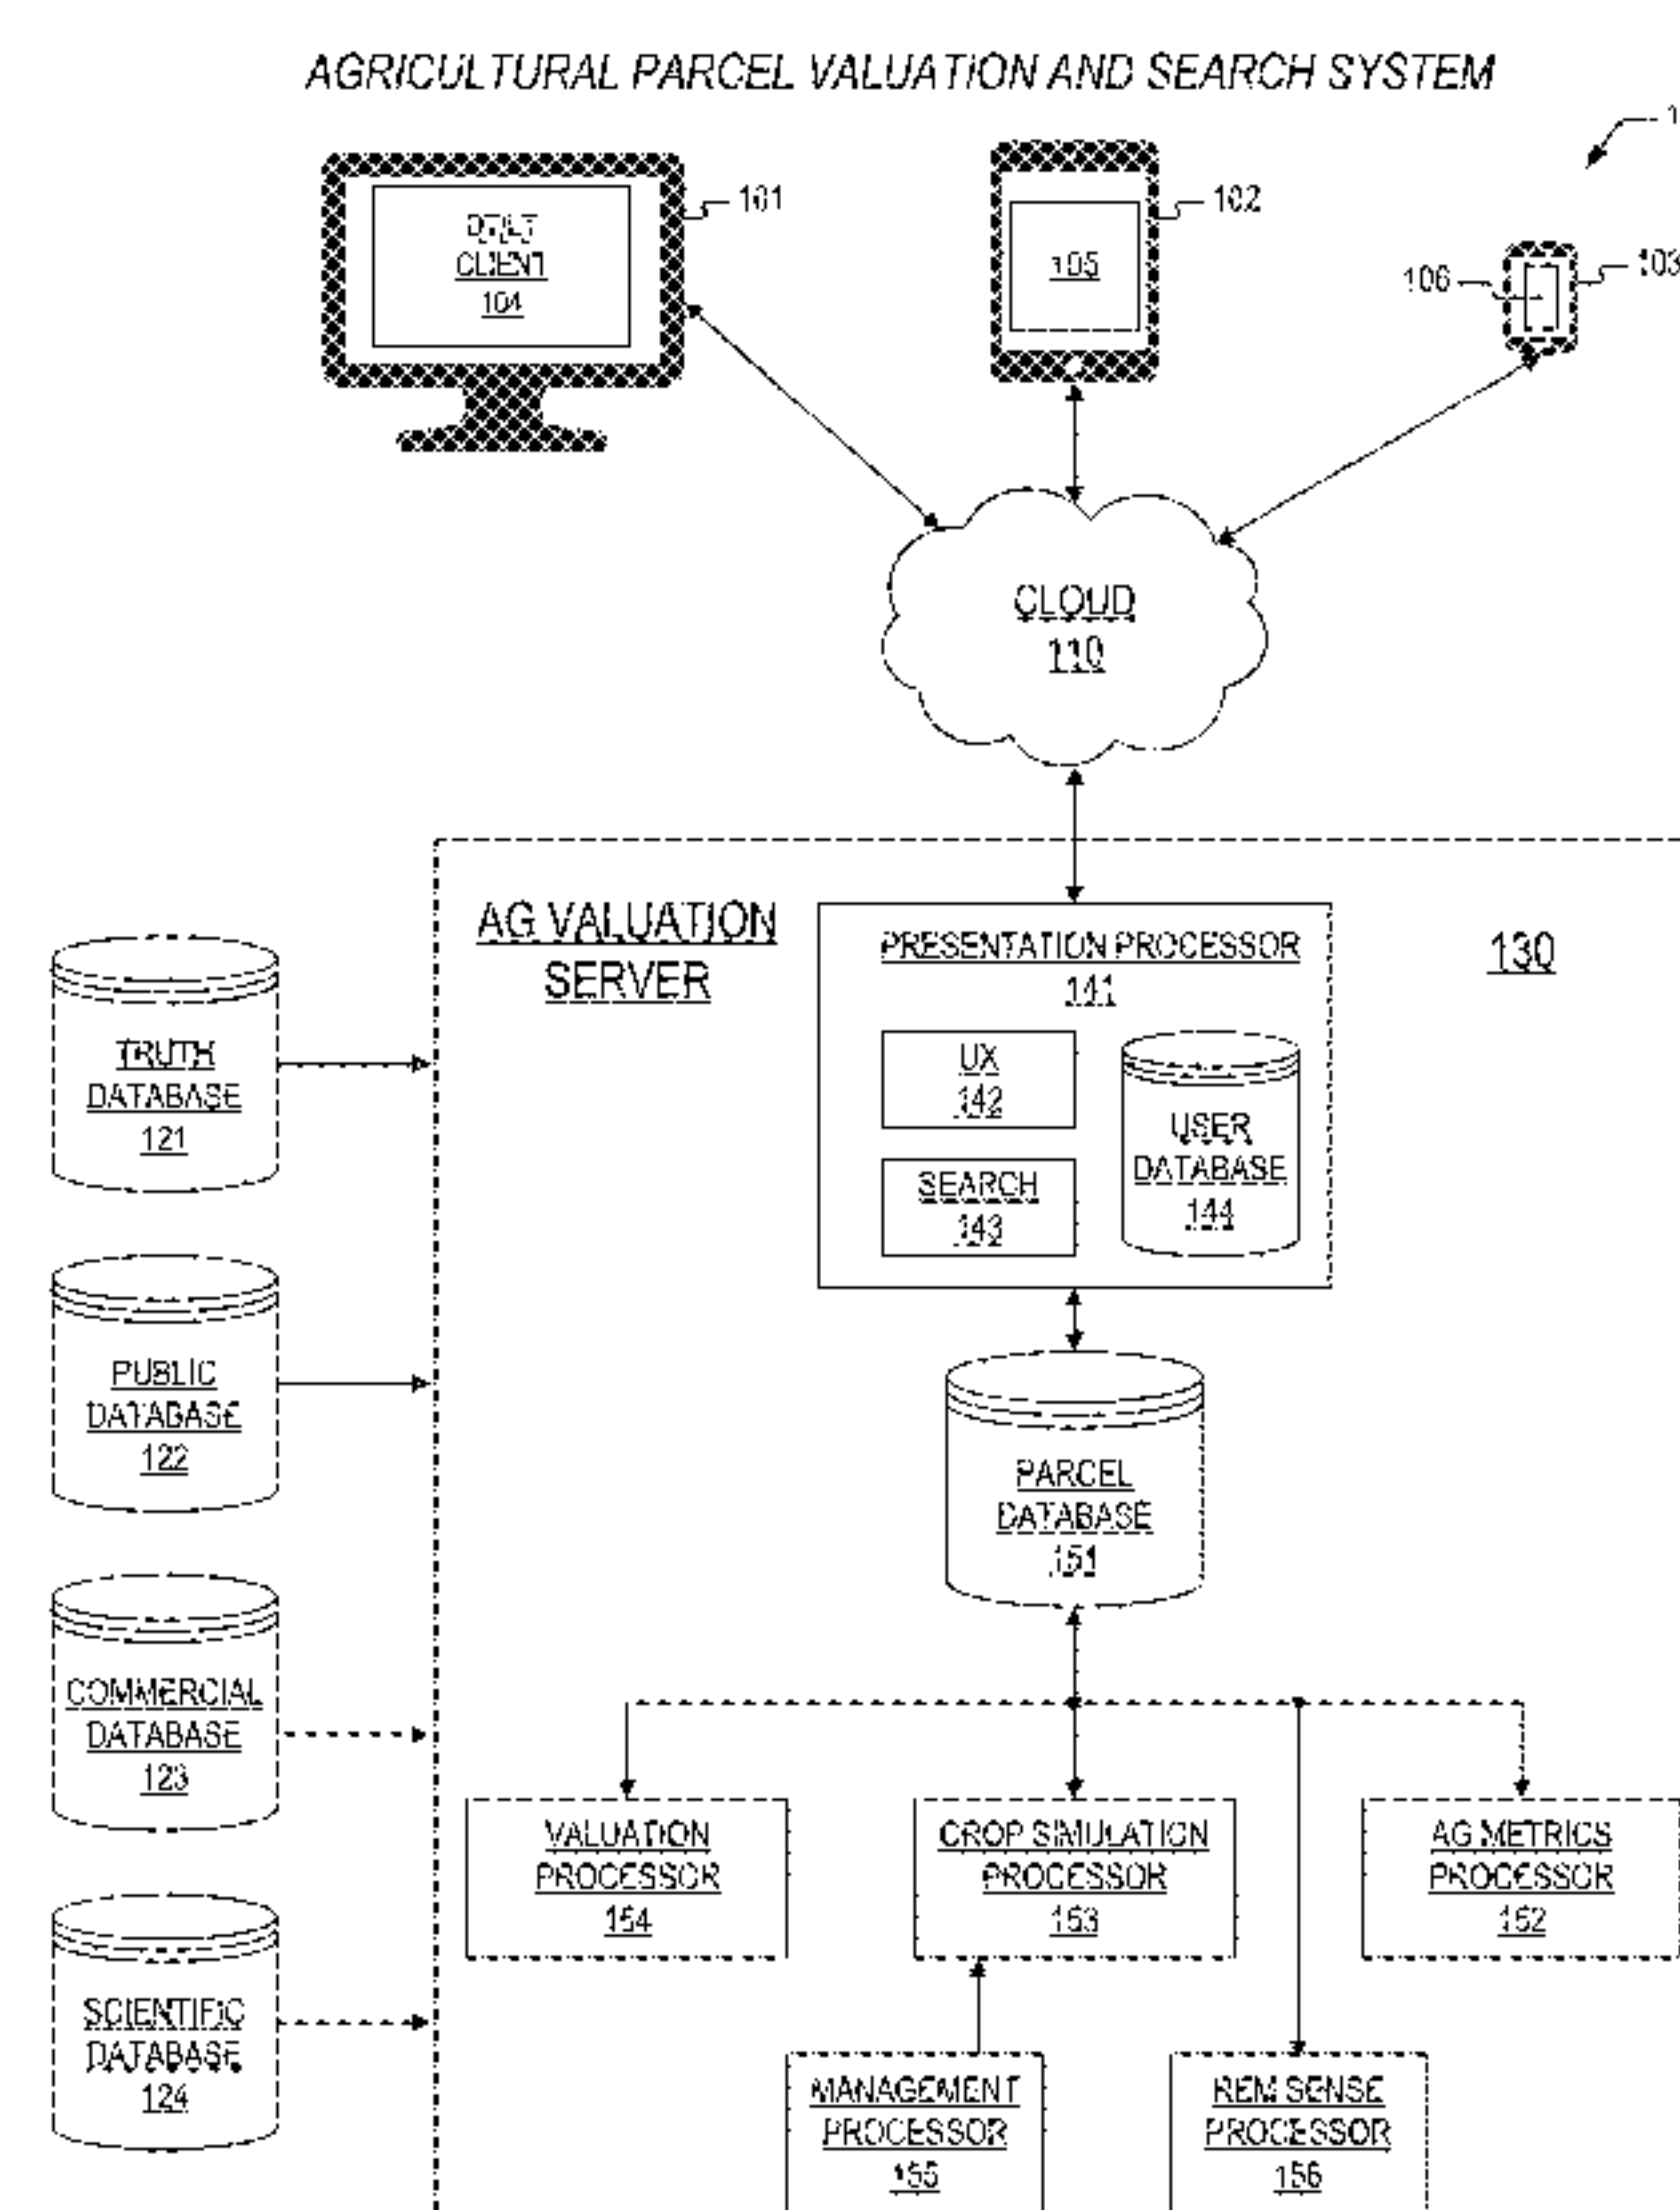 AGRICULTURAL PARCEL VALUATION AND SEARCH SYSTEM
101
102
103
106
CLIENT
104
105
CLOUD
110
AG VALUATION
SERVER
130
PRESENTATION PROCESSOR
141
UX
142
SEARCH
143
USER
DATABASE
144
TRUTH
DATABASE
121
PUBLIC
DATABASE
122
COMMERCIAL
DATABASE
123
SCIENTIFIC
DATABASE
124
PARCEL
DATABASE
151
VALUATION
PROCESSOR
154
CROP SIMULATION
PROCESSOR
153
AG METRICS
PROCESSOR
152
MANAGEMENT
PROCESSOR
155
REM SENSE
PROCESSOR
156